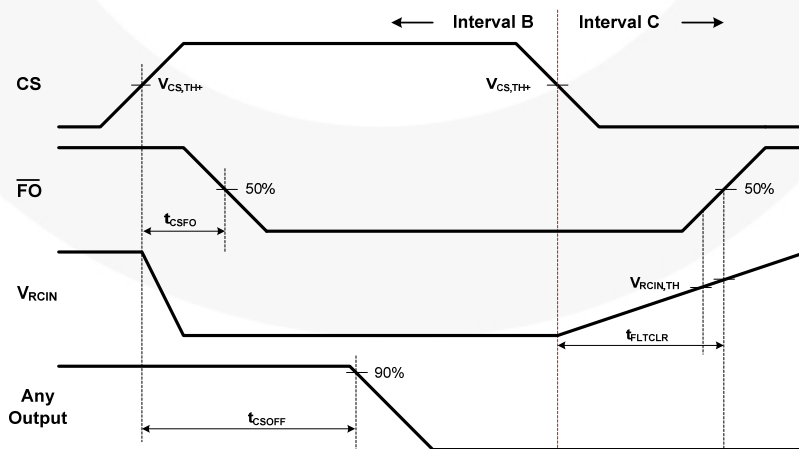 Interval B Interval C
CS
VCS,TH+ VCS,TH+
FO
50% 50%
tCSFO
VRCIN
VRCIN,TH
tFLTCLR
90%
Any
Output
tCSOFF